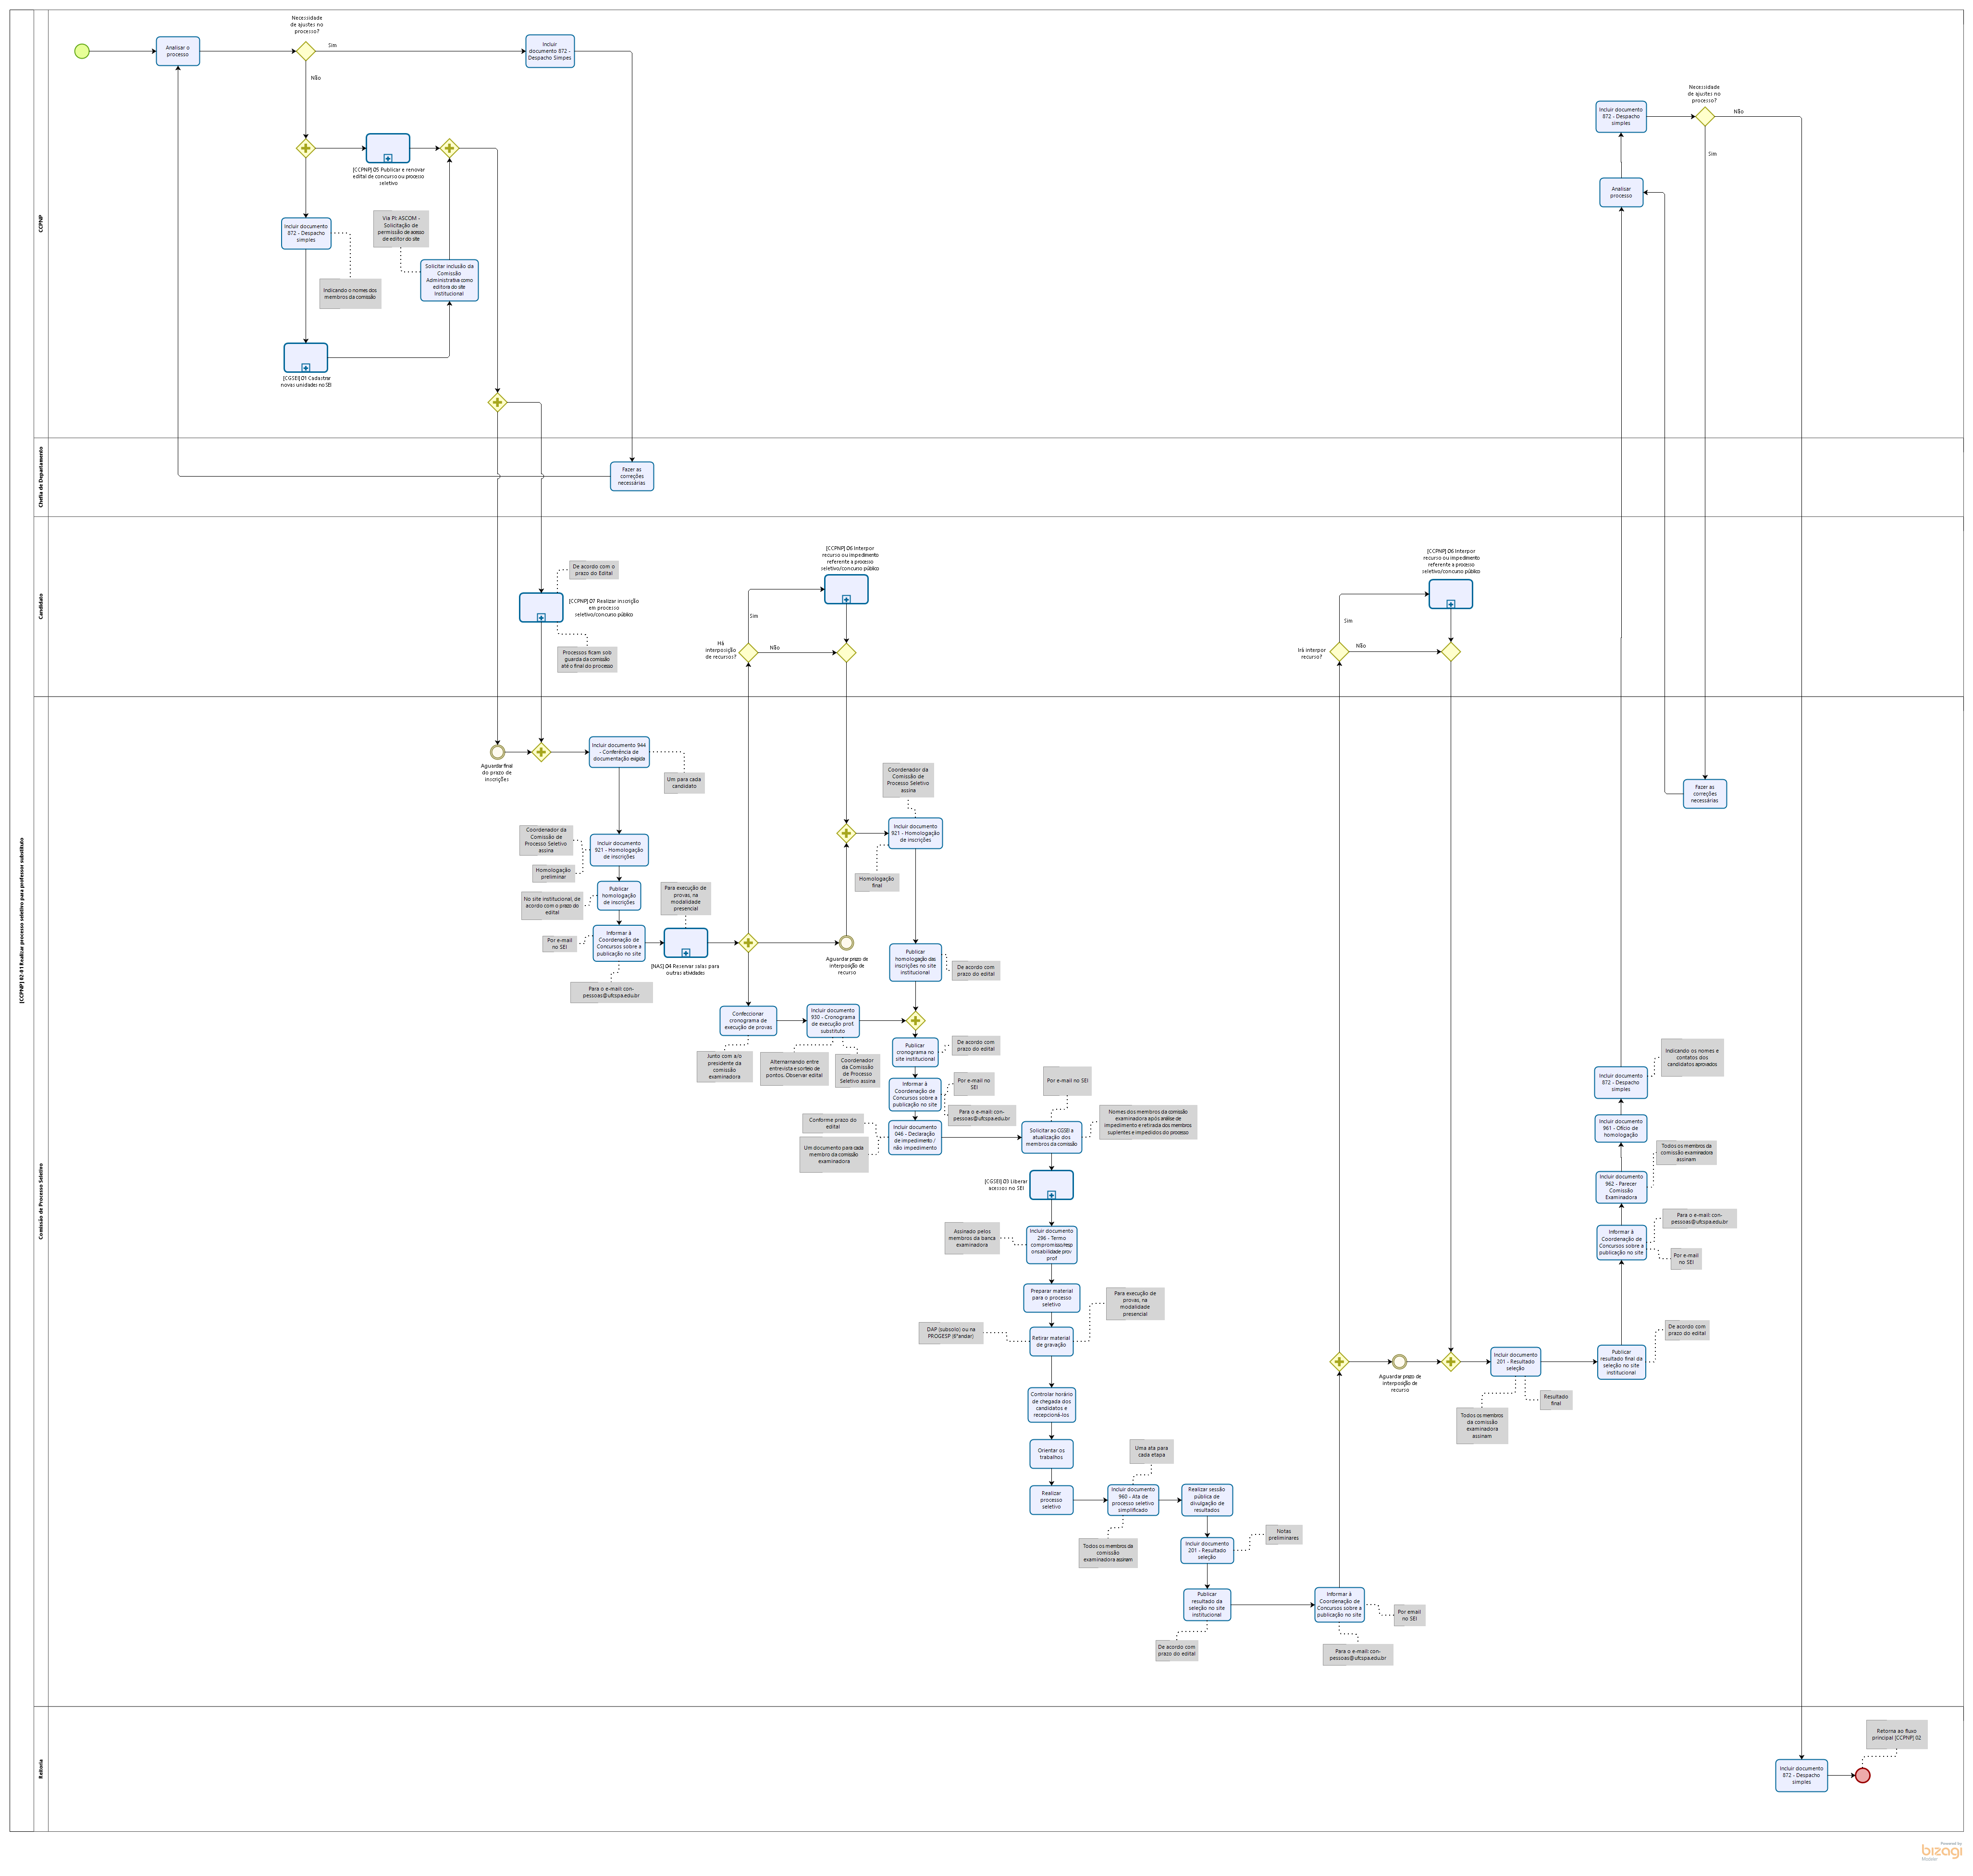 [CCPNP] 02-01 Realizar processo seletivo para professor substituto
CCPNP
Necessidade
de ajustes no
processo?
Sim
Não
Analisar o
processo
Incluir
documento 872 -
Despacho Simpes
[CCPNP] 05 Publicar e renovar
edital de concurso ou processo
seletivo
Incluir documento
872 - Despacho
simples
Via PI: ASCOM -
Solicitação de
permissão de acesso
de editor do site
Solicitar inclusão da
Comissão
Administrativa como
editora do site
Institucional
Indicando o nomes dos
membros da comissão
[CGSEI] 01 Cadastrar
novas unidades no SEI
Incluir documento
872 - Despacho
simples
Necessidade
de ajustes no
processo?
Não
Sim
Analisar
processo
Chefia de Departamento
Fazer as
correções
necessárias
Candidato
De acordo com o
prazo do Edital
[CCPNP] 07 Realizar inscrição
em processo
seletivo/concurso público
Processos ficam sob
guarda da comissão
até o final do processo
[CCPNP] 06 Interpor
recurso ou impedimento
referente a processo
seletivo/concurso público
Sim
Há
interposição
de recursos?
Não
[CCPNP] 06 Interpor
recurso ou impedimento
referente a processo
seletivo/concurso público
Sim
Irá interpor
recurso?
Não
Comissão de Processo Seletivo
Aguardar final
do prazo de
inscrições
Incluir documento 944
- Conferência de
documentação exigida
Um para cada
candidato
Coordenador da
Comissão de
Processo Seletivo
assina
Homologação
preliminar
Incluir documento
921 - Homologação
de inscrições
No site institucional, de
acordo com o prazo do
edital
Publicar
homologação
de inscrições
Por e-mail
no SEI
Informar à
Coordenação de
Concursos sobre a
publicação no site
Para o e-mail: con-
pessoas@ufcspa.edu.br
Para execução de
provas, na
modalidade
presencial
[NAS] 04 Reservar salas para
outras atividades
Aguardar prazo de
interposição de
recurso
Coordenador da
Comissão de
Processo Seletivo
assina
Incluir documento
921 - Homologação
de inscrições
Homologação
final
Publicar
homologação das
inscrições no site
institucional
De acordo com
prazo do edital
Confeccionar
cronograma de
execução de provas
Junto com a/o
presidente da
comissão
examinadora
Incluir documento
930 - Cronograma
de execução prof.
substituto
Alternarnando entre
entrevista e sorteio de
pontos. Observar edital
Coordenador
da Comissão
de Processo
Seletivo assina
Publicar
cronograma no
site institucional
De acordo com
prazo do edital
Informar à
Coordenação de
Concursos sobre a
publicação no site
Por e-mail no
SEI
Para o e-mail: con-
pessoas@ufcspa.edu.br
Conforme prazo do
edital
Um documento para cada
membro da comissão
examinadora
Incluir documento
046 - Declaração
de impedimento /
não impedimento
Por e-mail no SEI
Solicitar ao CGSEI a
atualização dos
membros da comissão
Nomes dos membros da comissão
examinadora após análise de
impedimento e retirada dos membros
suplentes e impedidos do processo
[CGSEI] 03 Liberar
acessos no SEI
Assinado pelos
membros da banca
examinadora
Incluir documento
296 - Termo
compromisso/resp
onsabilidade prov
prof
Preparar material
para o processo
seletivo
Para execução de
provas, na
modalidade
presencial
DAP (subsolo) ou na
PROGESP (6°andar)
Retirar material
de gravação
Controlar horário
de chegada dos
candidatos e
recepcioná-los
Orientar os
trabalhos
Realizar
processo
seletivo
Uma ata para
cada etapa
Incluir documento
960 - Ata de
processo seletivo
simplificado
Todos os membros da
comissão
examinadora assinam
Realizar sessão
pública de
divulgação de
resultados
Incluir documento
201 - Resultado
seleção
Notas
preliminares
Publicar
resultado da
seleção no site
institucional
De acordo com
prazo do edital
Informar à
Coordenação de
Concursos sobre a
publicação no site
Por email
no SEI
Para o e-mail: con-
pessoas@ufcspa.edu.br
Aguardar prazo de
interposição de
recurso
Incluir documento
201 - Resultado
seleção
Todos os membros
da comissão
examinadora
assinam
Resultado
final
Publicar
resultado final da
seleção no site
institucional
De acordo com
prazo do edital
Informar à
Coordenação de
Concursos sobre a
publicação no site
Para o e-mail: con-
pessoas@ufcspa.edu.br
Por e-mail
no SEI
Incluir documento
962 - Parecer
Comissão
Examinadora
Todos os membros da
comissão examinadora
assinam
Incluir documento
961 - Ofício de
homologação
Incluir documento
872 - Despacho
simples
Indicando os nomes e
contatos dos
candidatos aprovados
Fazer as
correções
necessárias
Reitoria
Incluir documento
872 - Despacho
simples
Retorna ao fluxo
principal [CCPNP] 02
Powered by
bizagi
Modeler